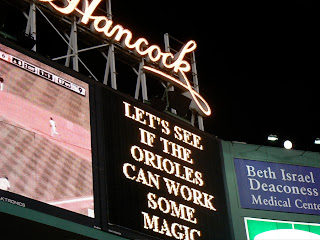 Hancock
LET'S SEE
IF THE
ORIOLES
CAN WORK
SOME
MAGIC
Beth Israel
Deaconess
Medical Center